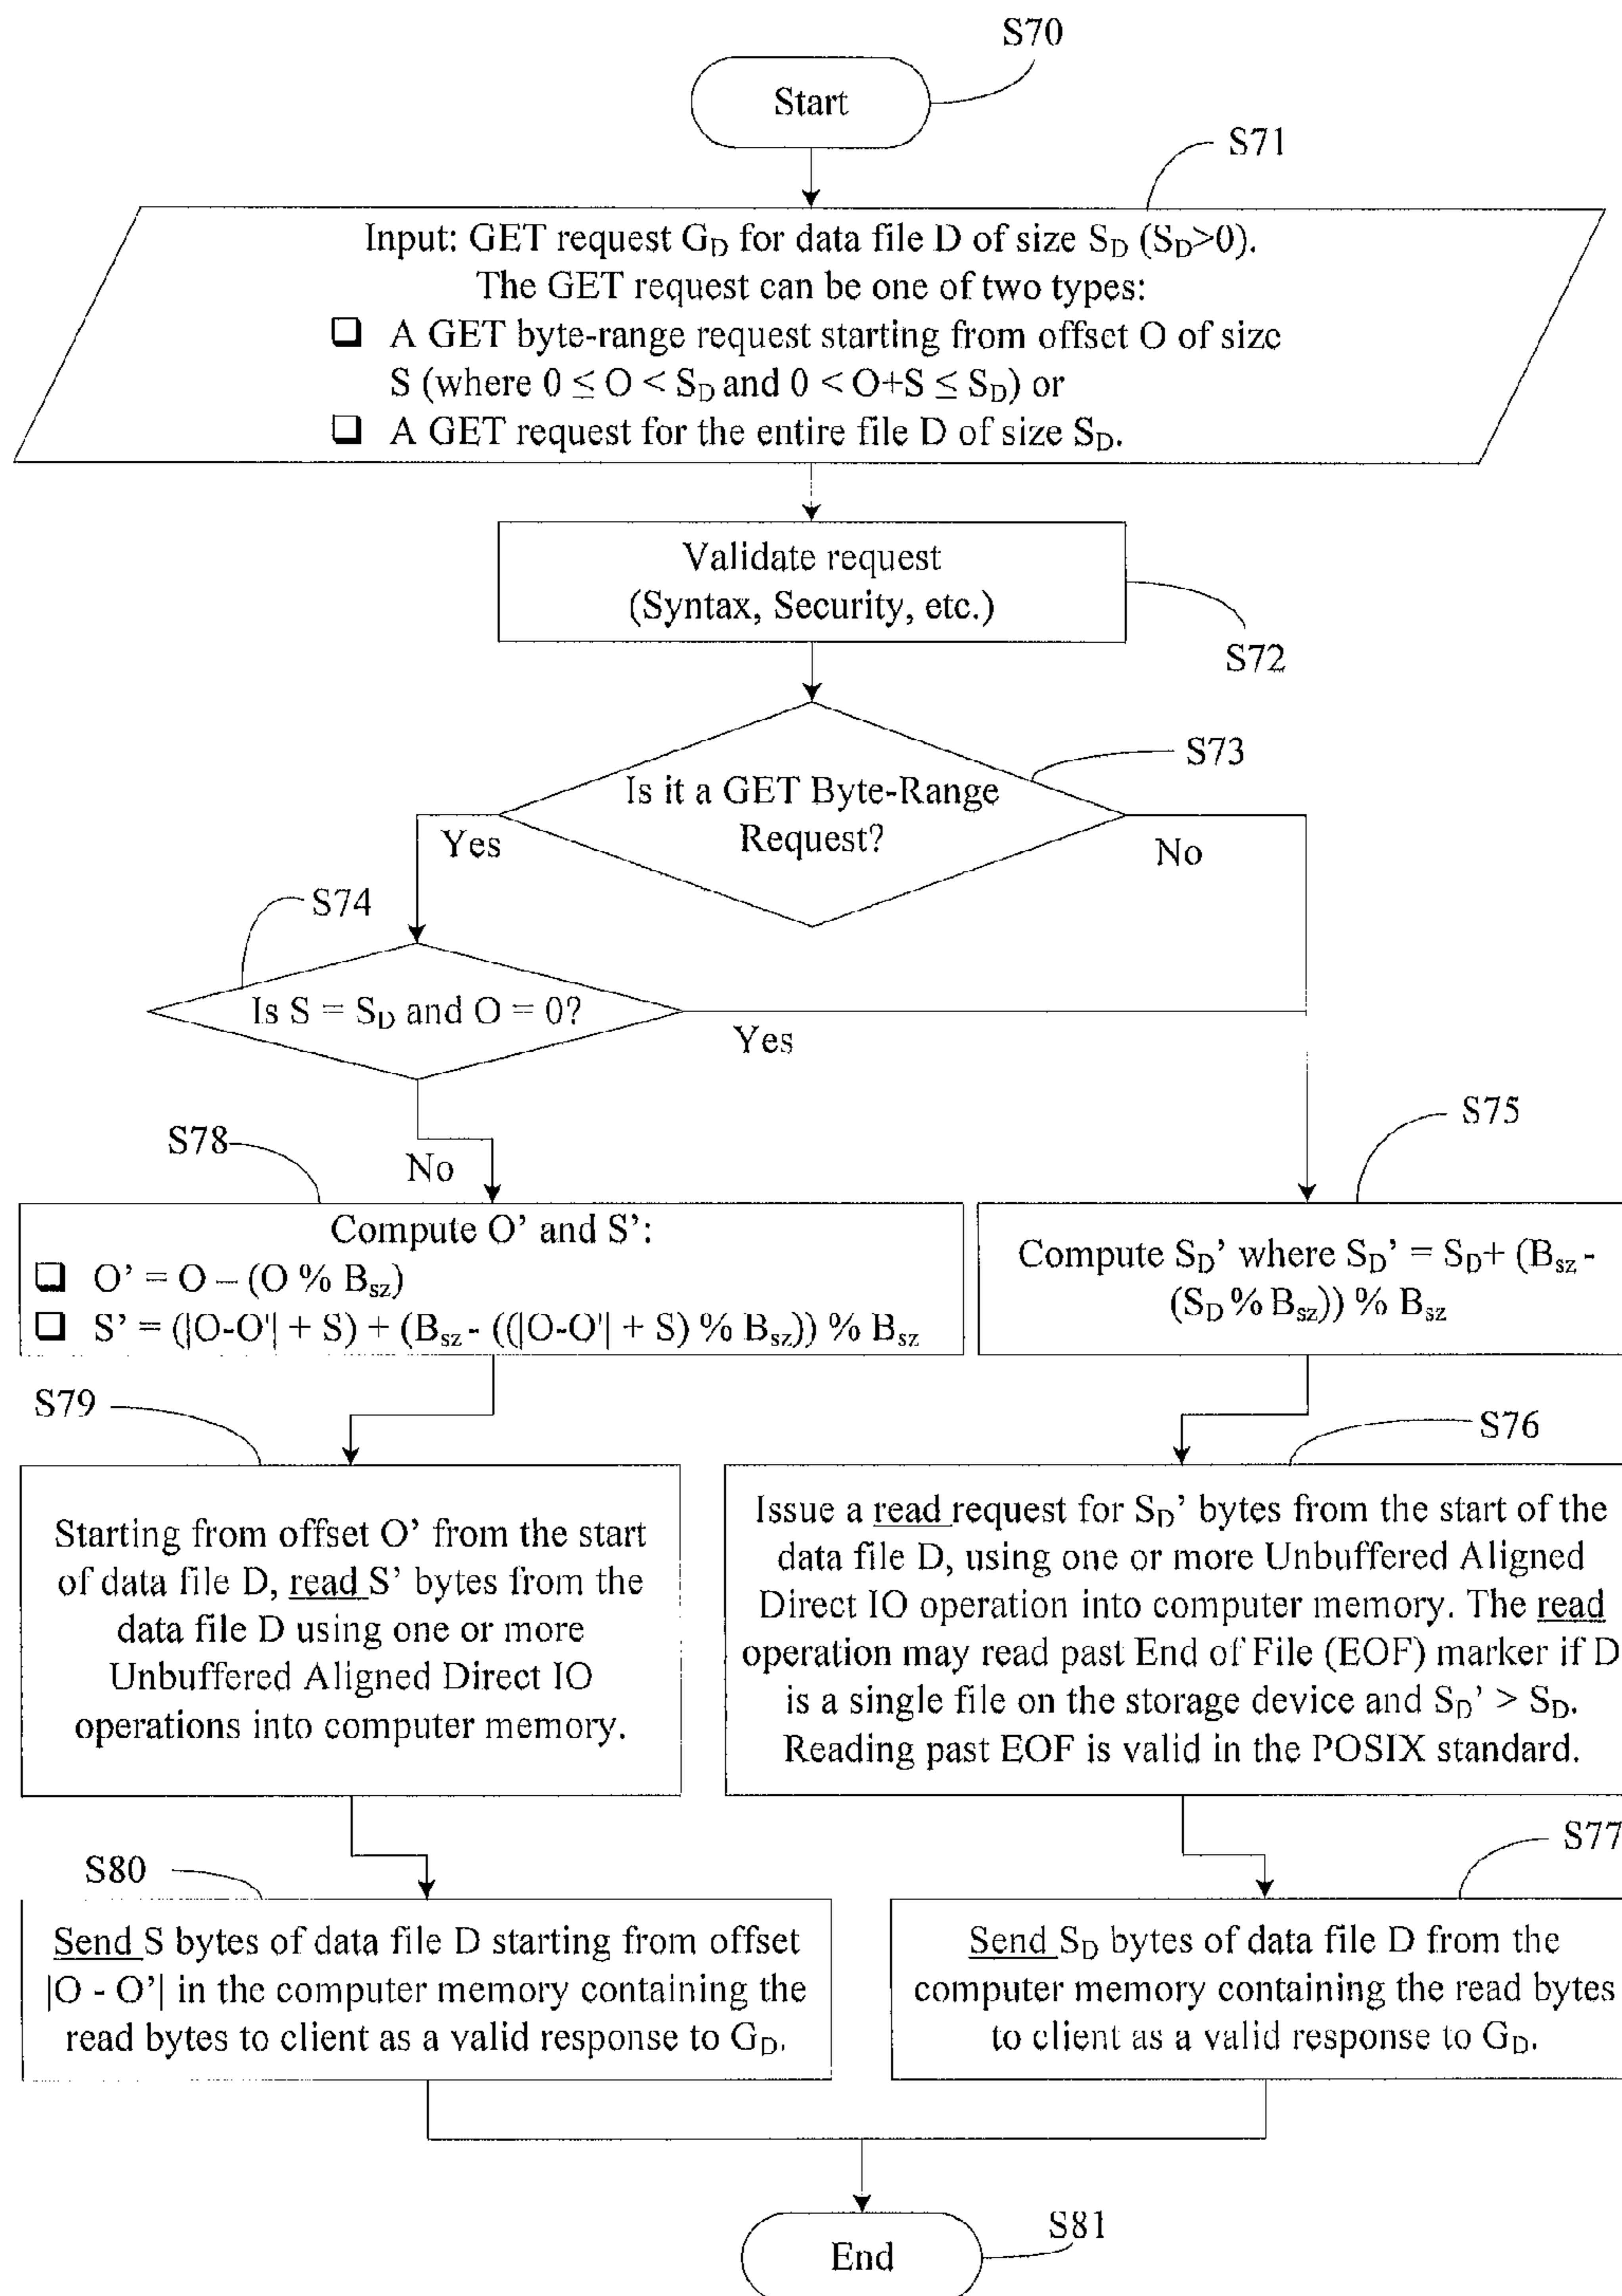 S70
Start
S71
Input: GET request G_D for data file D of size S_D (S_D>0).
The GET request can be one of two types:
❑ A GET byte-range request starting from offset O of size
S (where 0 ≤ O < S_D and 0 < O+S ≤ S_D) or
❑ A GET request for the entire file D of size S_D.
Validate request
(Syntax, Security, etc.)
S72
S73
Is it a GET Byte-Range
Request?
Yes
No
S74
Is S = S_D and O = 0?
Yes
S75
S78
No
Compute O’ and S’:
❑ O’ = O – (O % B_sz)
❑ S’ = (|O-O'| + S) + (B_sz - ((|O-O'| + S) % B_sz)) % B_sz
Compute S_D’ where S_D’ = S_D+ (B_sz -
(S_D % B_sz)) % B_sz
S79
S76
Starting from offset O’ from the start
of data file D, read S’ bytes from the
data file D using one or more
Unbuffered Aligned Direct IO
operations into computer memory.
Issue a read request for S_D’ bytes from the start of the
data file D, using one or more Unbuffered Aligned
Direct IO operation into computer memory. The read
operation may read past End of File (EOF) marker if D
is a single file on the storage device and S_D’ > S_D.
Reading past EOF is valid in the POSIX standard.
S80
S77
Send S bytes of data file D starting from offset
|O - O’| in the computer memory containing the
read bytes to client as a valid response to G_D.
Send S_D bytes of data file D from the
computer memory containing the read bytes
to client as a valid response to G_D.
S81
End